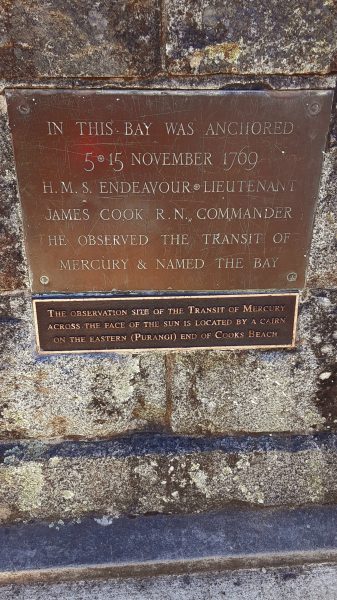 IN THIS BAY WAS ANCHORED
5•15 NOVEMBER 1769
H.M.S. ENDEAVOUR•LIEUTENANT
JAMES COOK R.N., COMMANDER
HE OBSERVED THE TRANSIT OF
MERCURY & NAMED THE BAY
THE OBSERVATION SITE OF THE TRANSIT OF MERCURY
ACROSS THE FACE OF THE SUN IS LOCATED BY A CAIRN
ON THE EASTERN (PURANGI) END OF COOKS BEACH